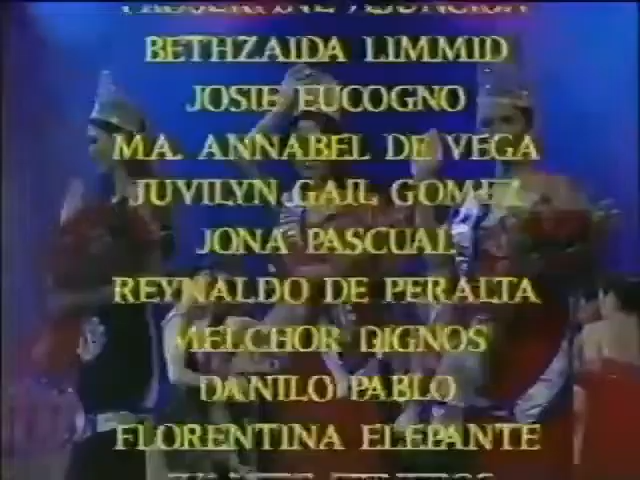 BETHZAIDA LIMMID
JOSIE EUCOGNO
MA. ANNABEL DE VEGA
JUVILYN GAIL GOMEZ
JONA PASCUAL
REYNALDO DE PERALTA
MELCHOR DIGNOS
DANILO PABLO
FLORENTINA ELEPANTE